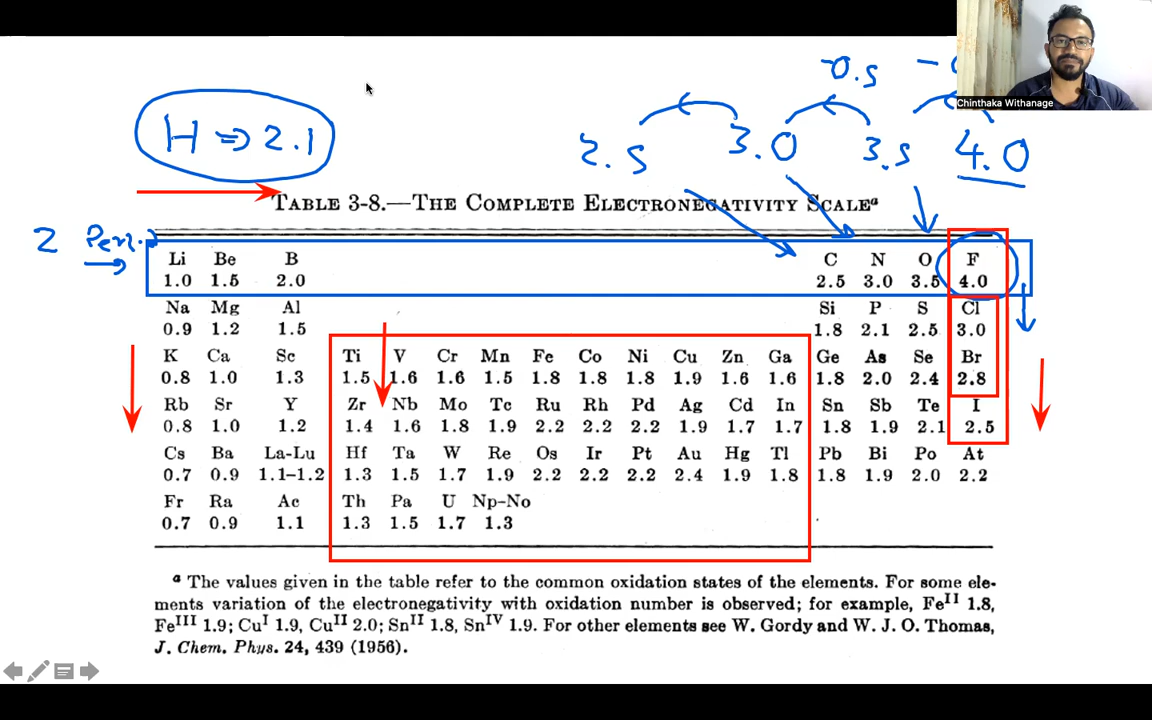 -0.5
Chinthaka Withanage
H ⇒ 2.1
2.5 3.0 3.5 4.0
TABLE 3-8.—THE COMPLETE ELECTRONEGATIVITY SCALEᵃ
2
Li Be B C N O F
1.0 1.5 2.0 2.5 3.0 3.5 4.0
Na Mg Al Si P S Cl
0.9 1.2 1.5 1.8 2.1 2.5 3.0
K Ca Sc Ti V Cr Mn Fe Co Ni Cu Zn Ga Ge As Se Br
0.8 1.0 1.3 1.5 1.6 1.6 1.5 1.8 1.8 1.8 1.9 1.6 1.6 1.8 2.0 2.4 2.8
Rb Sr Y Zr Nb Mo Tc Ru Rh Pd Ag Cd In Sn Sb Te I
0.8 1.0 1.2 1.4 1.6 1.8 1.9 2.2 2.2 2.2 1.9 1.7 1.7 1.8 1.9 2.1 2.5
Cs Ba La-Lu Hf Ta W Re Os Ir Pt Au Hg Tl Pb Bi Po At
0.7 0.9 1.1–1.2 1.3 1.5 1.7 1.9 2.2 2.2 2.2 2.4 1.9 1.8 1.8 1.9 2.0 2.2
Fr Ra Ac Th Pa U Np–No
0.7 0.9 1.1 1.3 1.5 1.7 1.3
ᵃ The values given in the table refer to the common oxidation states of the elements. For some ele-
ments variation of the electronegativity with oxidation number is observed; for example, Feᴵᴵ 1.8,
Feᴵᴵᴵ 1.9; Cuᴵ 1.9, Cuᴵᴵ 2.0; Snᴵᴵ 1.8, Snᴵⱽ 1.9. For other elements see W. Gordy and W. J. O. Thomas,
J. Chem. Phys. 24, 439 (1956).